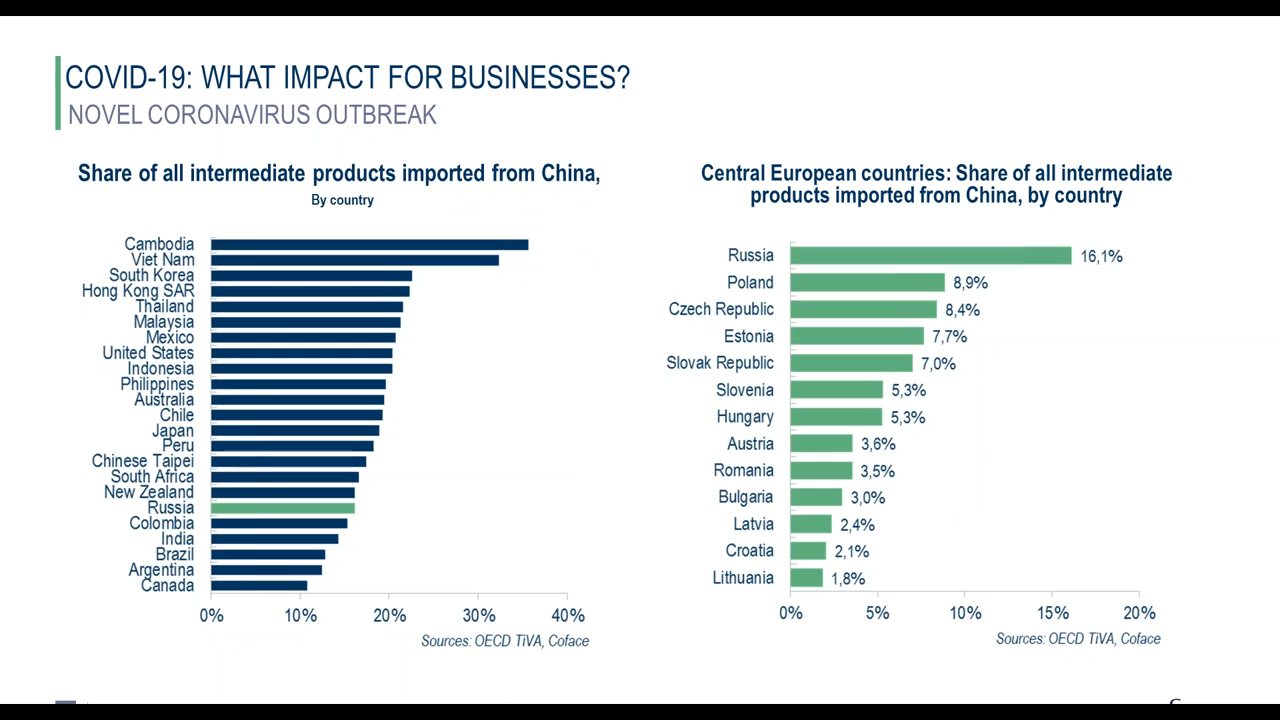 COVID-19: WHAT IMPACT FOR BUSINESSES?
NOVEL CORONAVIRUS OUTBREAK
Share of all intermediate products imported from China,
By country
Cambodia
Viet Nam
South Korea
Hong Kong SAR
Thailand
Malaysia
Mexico
United States
Indonesia
Philippines
Australia
Chile
Japan
Peru
Chinese Taipei
South Africa
New Zealand
Russia
Colombia
India
Brazil
Argentina
Canada
0% 10% 20% 30% 40%
Sources: OECD TiVA, Coface
Central European countries: Share of all intermediate
products imported from China, by country
Russia 16,1%
Poland 8,9%
Czech Republic 8,4%
Estonia 7,7%
Slovak Republic 7,0%
Slovenia 5,3%
Hungary 5,3%
Austria 3,6%
Romania 3,5%
Bulgaria 3,0%
Latvia 2,4%
Croatia 2,1%
Lithuania 1,8%
0% 5% 10% 15% 20%
Sources: OECD TiVA, Coface